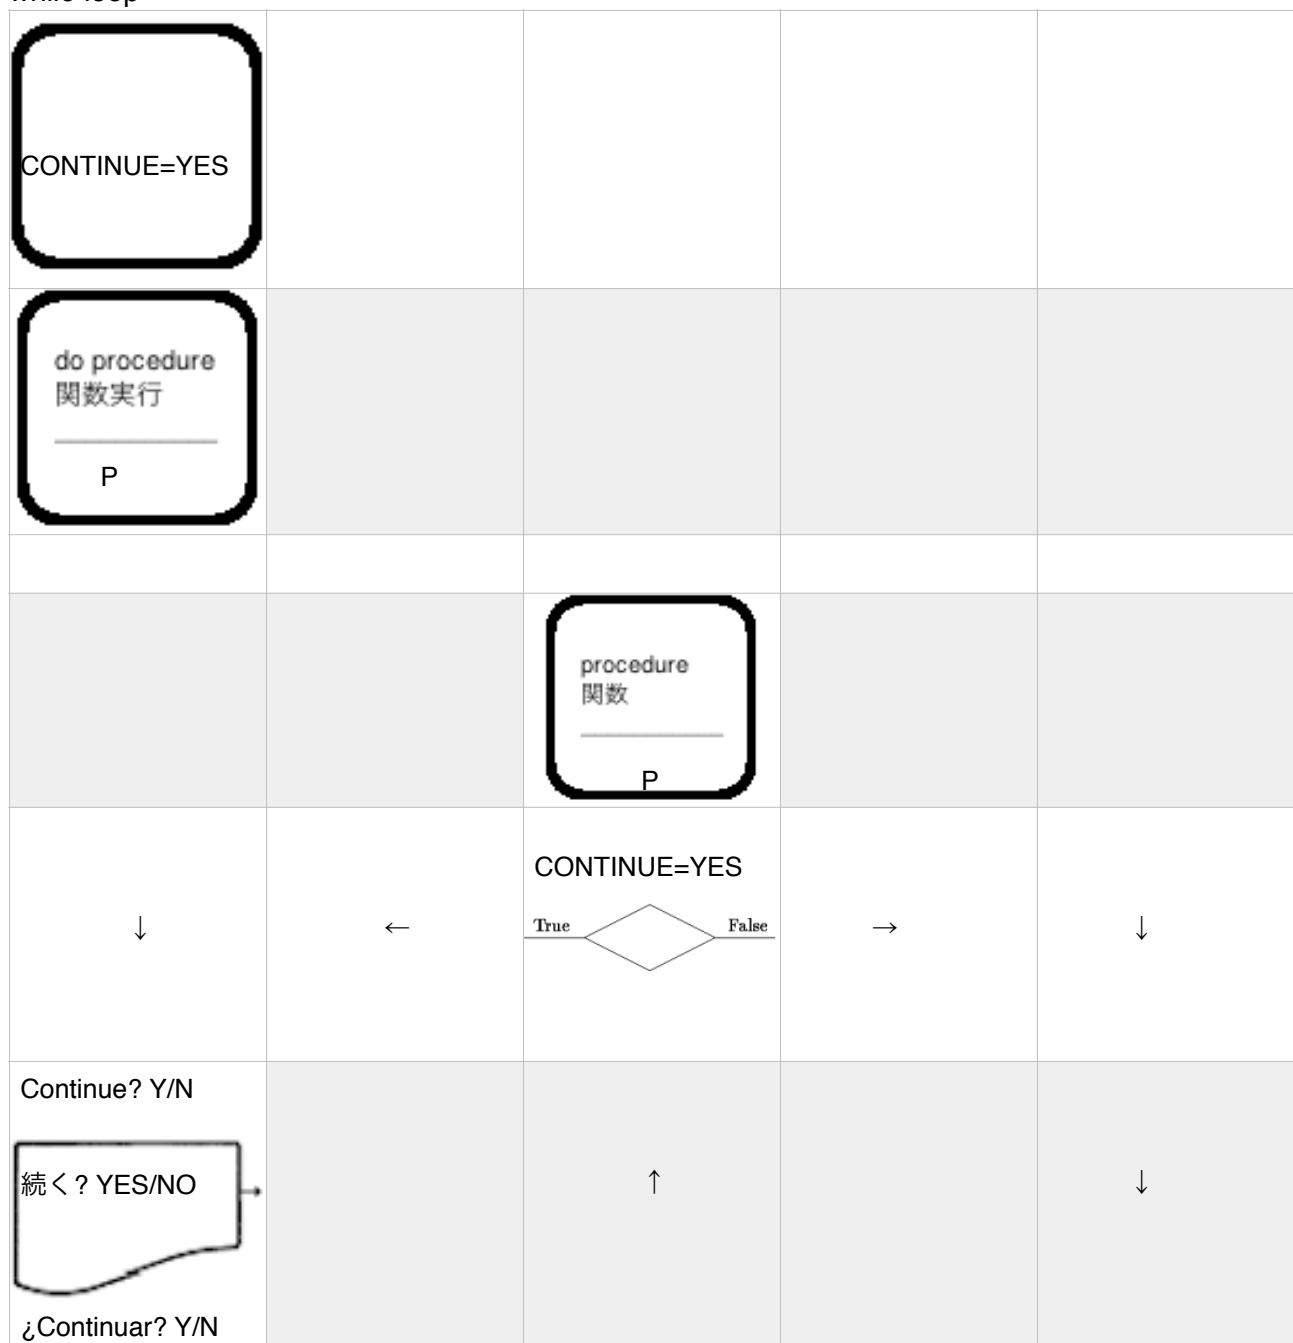 while loop
CONTINUE=YES
do procedure
関数実行
P
procedure
関数
P
CONTINUE=YES
↓
←
True
False
→
↓
Continue? Y/N
続く? YES/NO
↑
↓
¿Continuar? Y/N